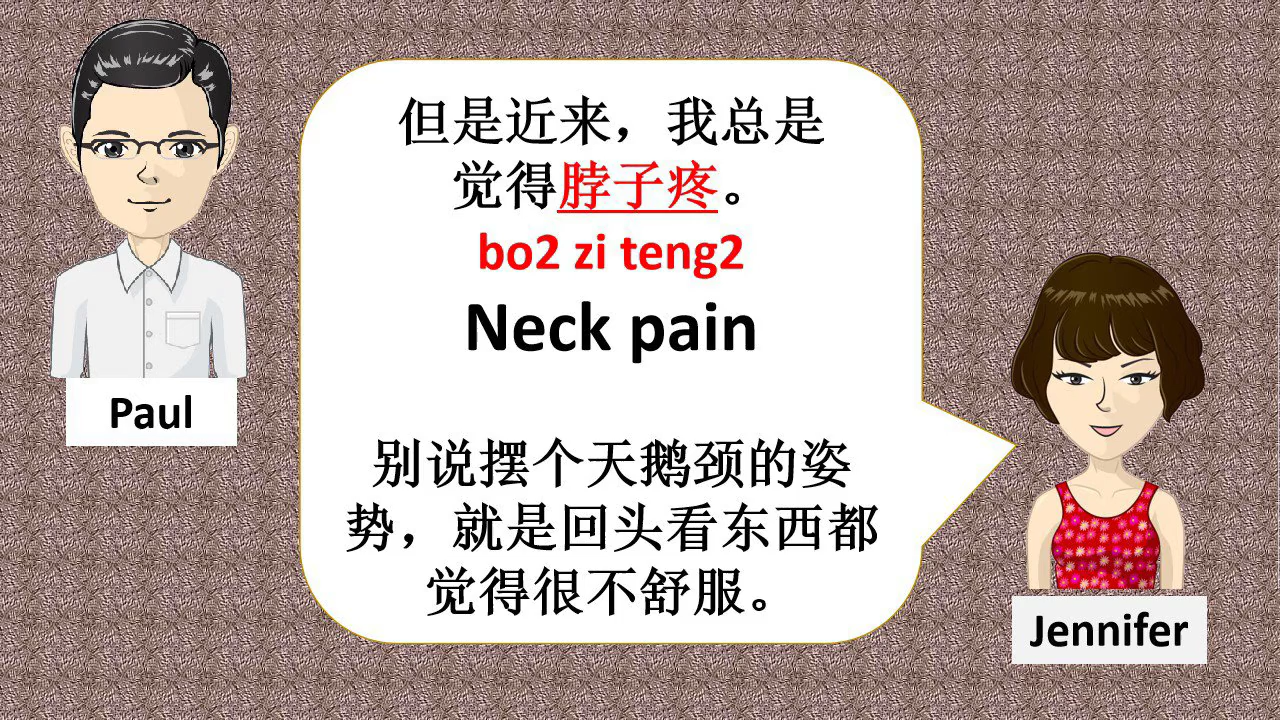 Paul
但是近来，我总是
觉得脖子疼。
bo2 zi teng2
Neck pain
别说摆个天鹅颈的姿
势，就是回头看东西都
觉得很不舒服。
Jennifer